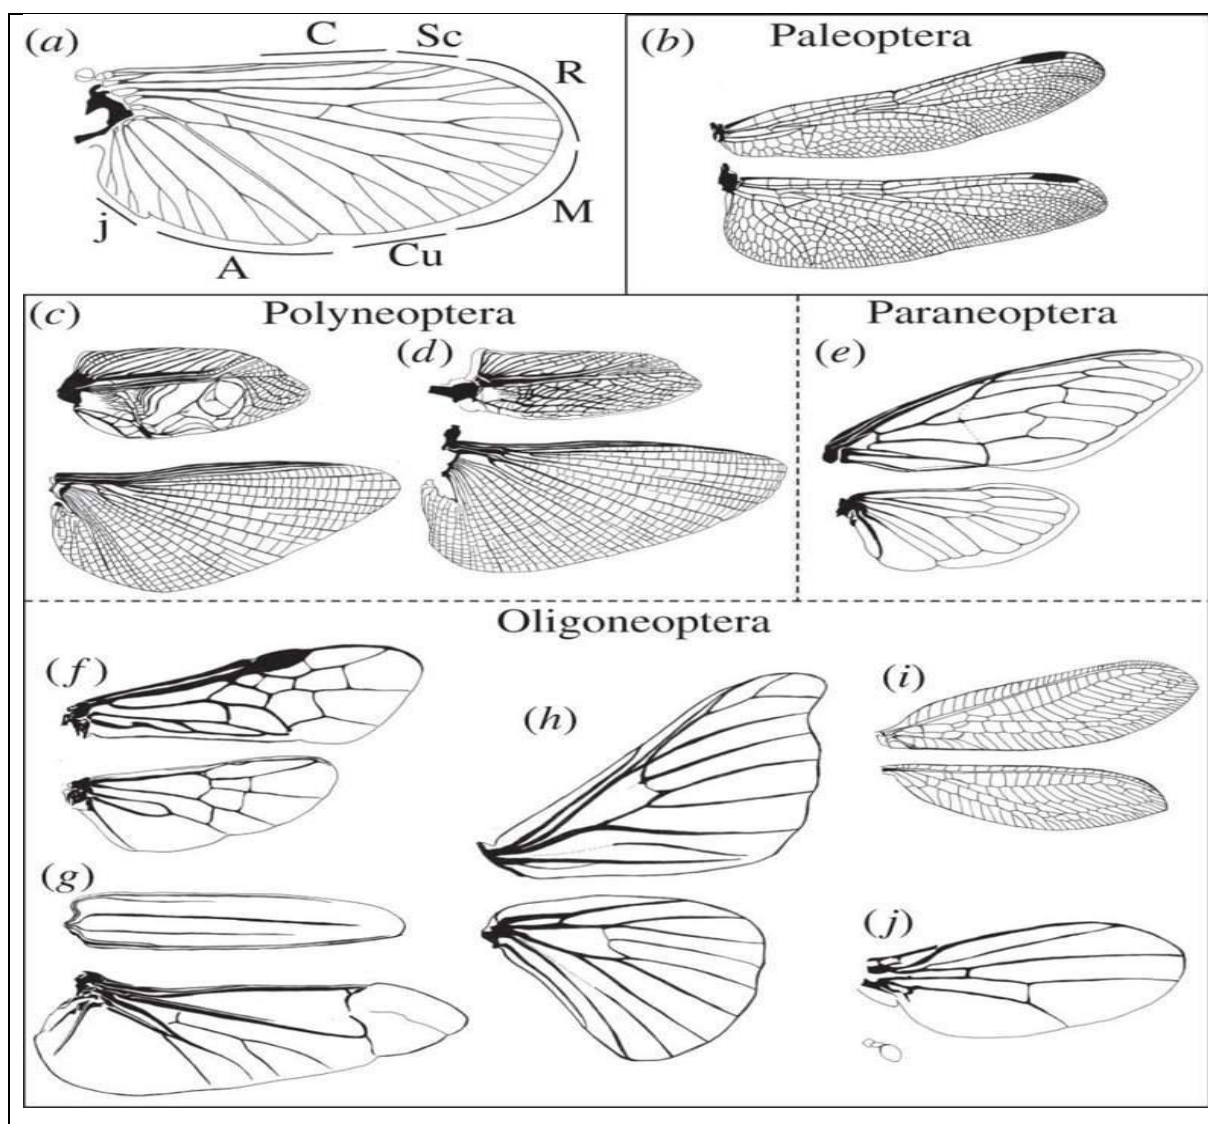 (a) C Sc R M Cu A j
(b) Paleoptera
(c) Polyneoptera
(d)
Paraneoptera
(e)
Oligoneoptera
(f)
(g)
(h)
(i)
(j)